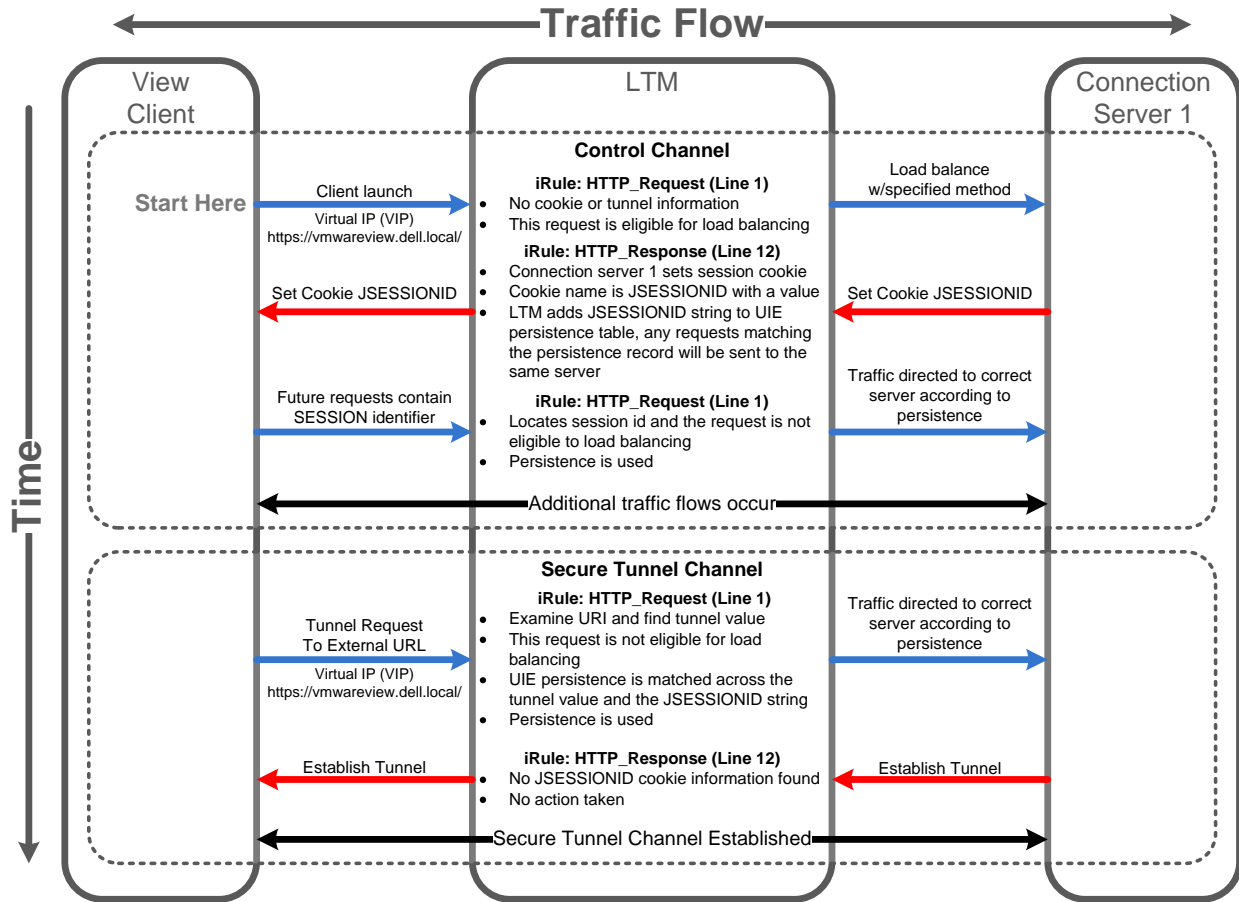 Traffic Flow
View
Client
LTM
Connection
Server 1
Time
Control Channel
Start Here
Client launch
Virtual IP (VIP)
https://vmwareview.dell.local/
iRule: HTTP_Request (Line 1)
• No cookie or tunnel information
• This request is eligible for load balancing
Load balance
w/specified method
iRule: HTTP_Response (Line 12)
• Connection server 1 sets session cookie
• Cookie name is JSESSIONID with a value
• LTM adds JSESSIONID string to UIE
persistence table, any requests matching
the persistence record will be sent to the
same server
Set Cookie JSESSIONID
Set Cookie JSESSIONID
Future requests contain
SESSION identifier
iRule: HTTP_Request (Line 1)
• Locates session id and the request is not
eligible to load balancing
• Persistence is used
Traffic directed to correct
server according to
persistence
Additional traffic flows occur
Secure Tunnel Channel
Tunnel Request
To External URL
Virtual IP (VIP)
https://vmwareview.dell.local/
iRule: HTTP_Request (Line 1)
• Examine URI and find tunnel value
• This request is not eligible for load
balancing
• UIE persistence is matched across the
tunnel value and the JSESSIONID string
• Persistence is used
Traffic directed to correct
server according to
persistence
iRule: HTTP_Response (Line 12)
• No JSESSIONID cookie information found
• No action taken
Establish Tunnel
Establish Tunnel
Secure Tunnel Channel Established